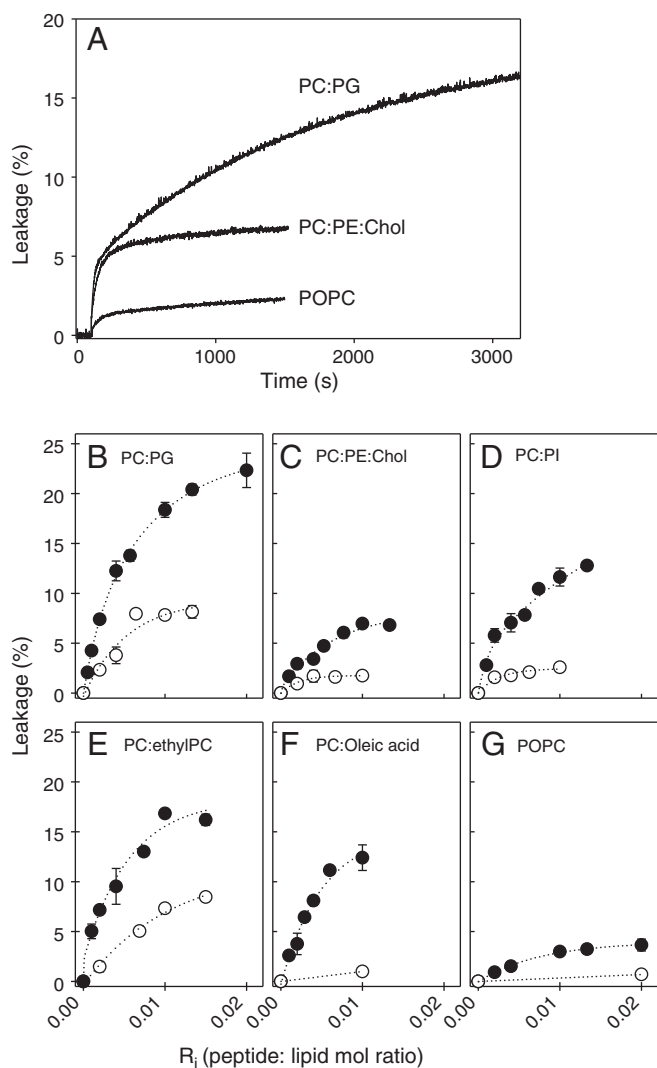 20
A
PC:PG
15
10
PC:PE:Chol
5
POPC
0
Leakage (%)
1000
2000
3000
Time (s)
25
B PC:PG
C PC:PE:Chol
D PC:PI
20
15
10
5
0
Leakage (%)
25
E PC:ethylPC
F PC:Oleic acid
G POPC
20
15
10
5
0
0.00
0.01
0.02
0.00
0.01
0.02
0.00
0.01
0.02
Ri (peptide: lipid mol ratio)